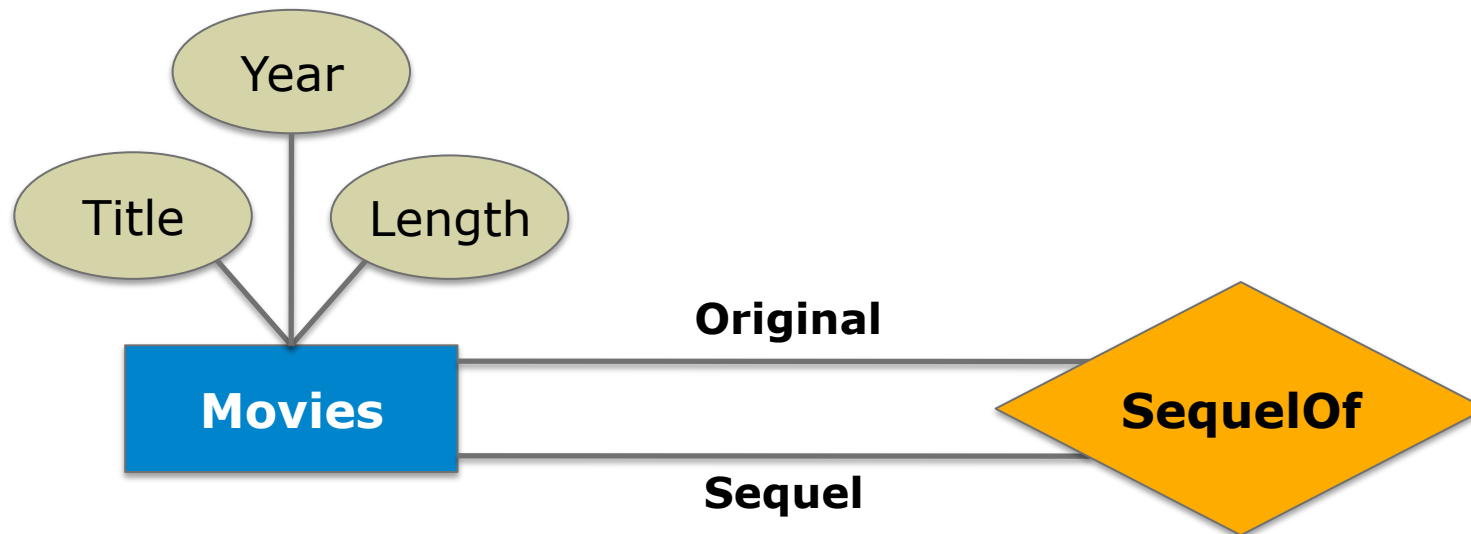 Year
Title
Length
Original
Movies
SequelOf
Sequel